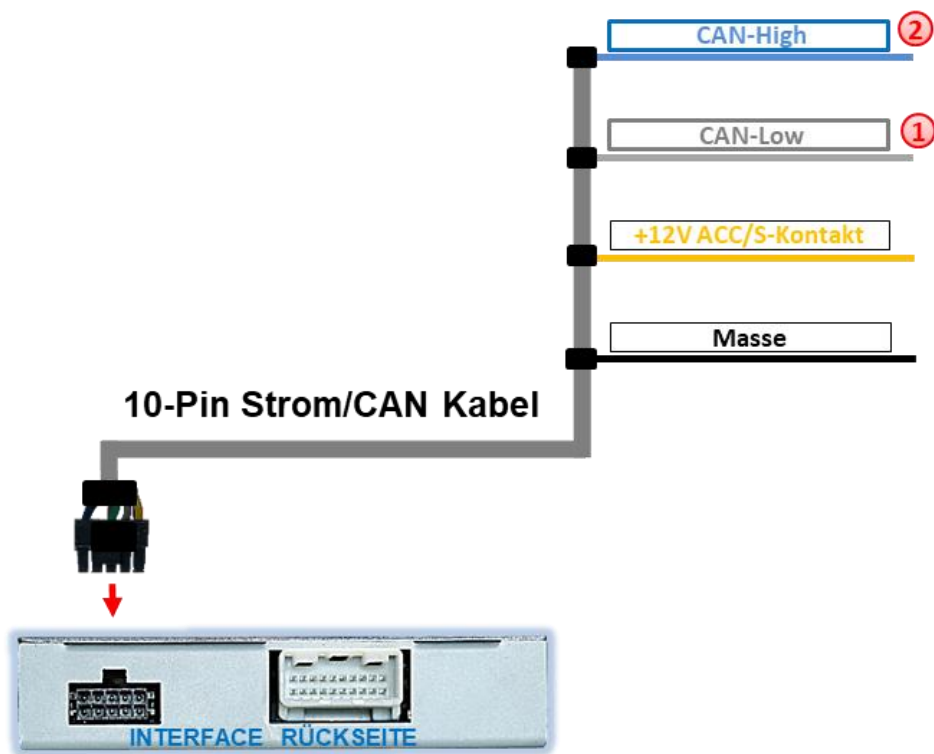 CAN-High 2
CAN-Low 1
+12V ACC/S-Kontakt
Masse
10-Pin Strom/CAN Kabel
INTERFACE RÜCKSEITE